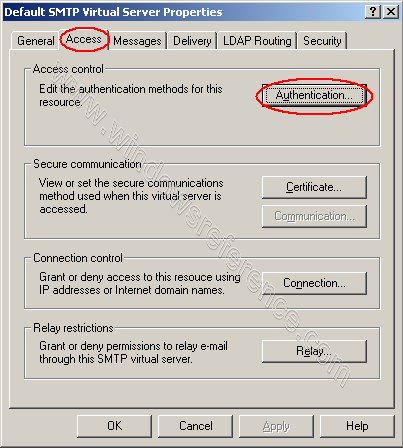 Default SMTP Virtual Server Properties
General Access Messages Delivery LDAP Routing Security
Access control
Edit the authentication methods for this
resource.
Authentication...
Secure communication
View or set the secure communications
method used when this virtual server is
accessed.
Certificate...
Communication...
Connection control
Grant or deny access to this resouce using
IP addresses or Internet domain names.
Connection...
Relay restrictions
Grant or deny permissions to relay e-mail
through this SMTP virtual server.
Relay...
OK Cancel Apply Help
www.windowsreference.com